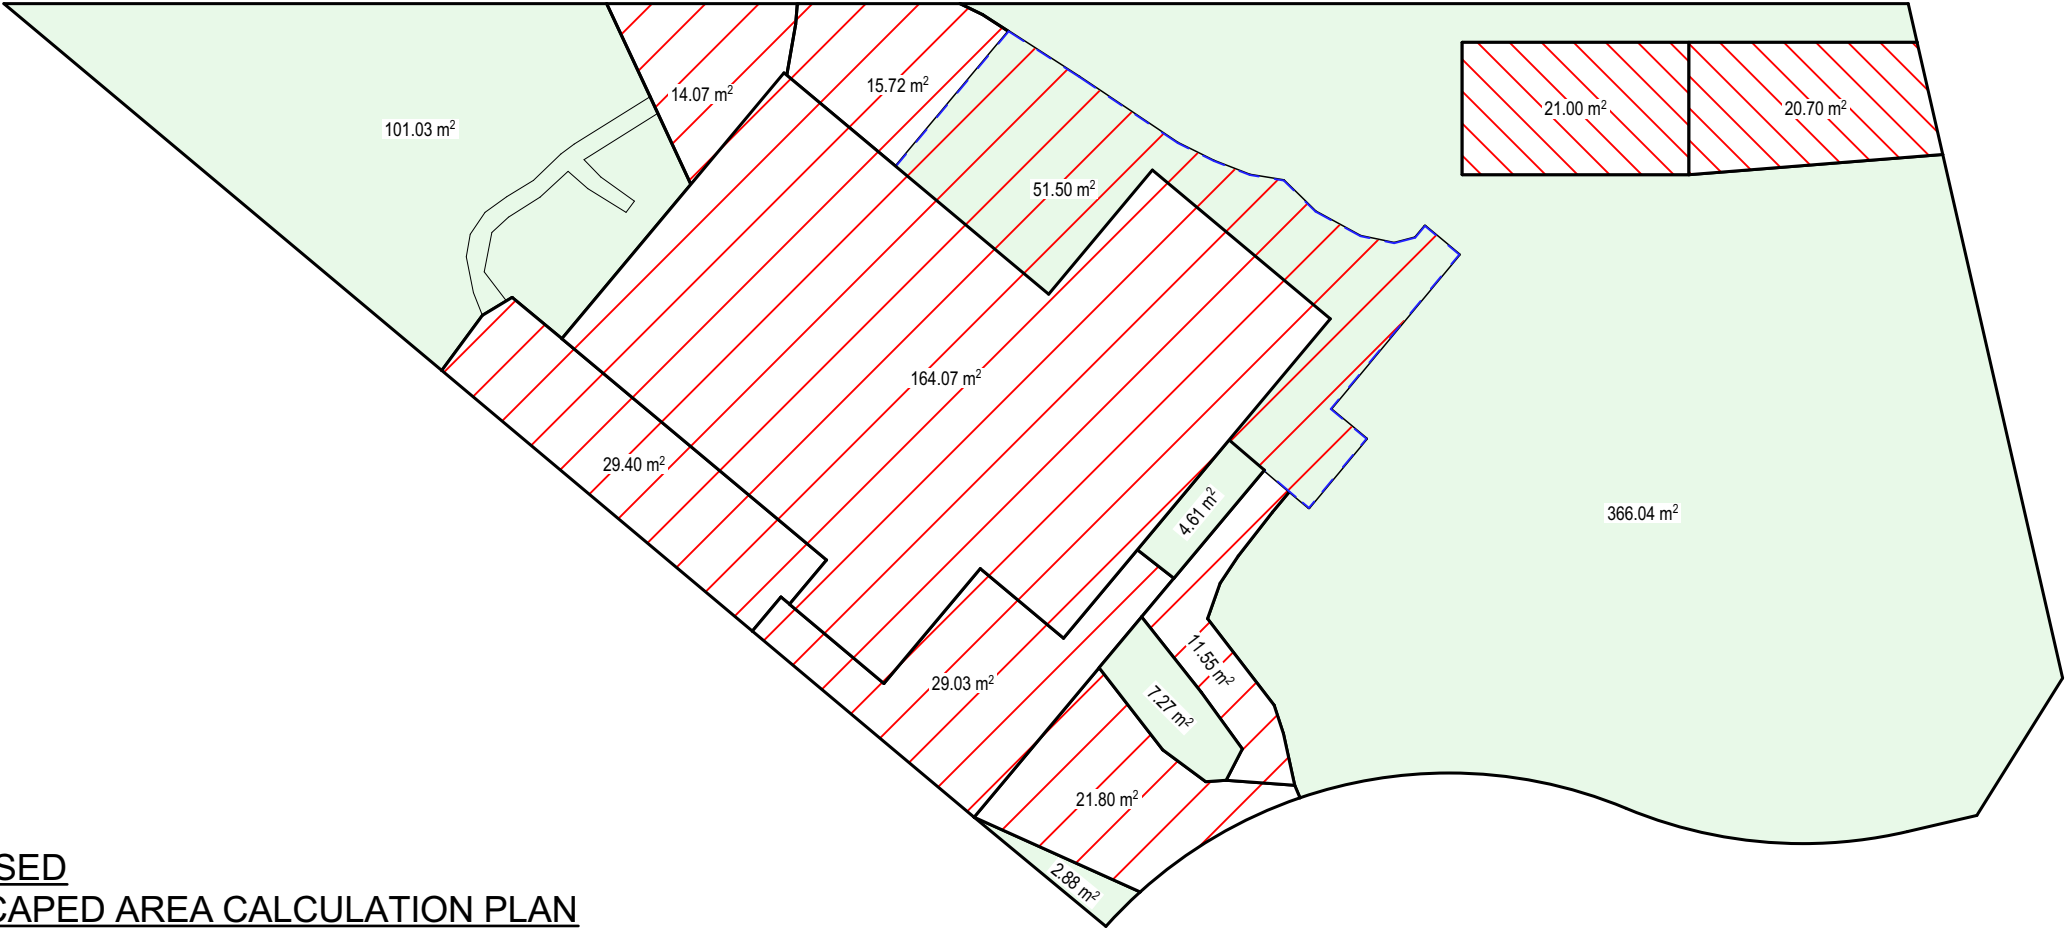 14.07 m²
15.72 m²
101.03 m²
21.00 m²
20.70 m²
51.50 m²
164.07 m²
29.40 m²
4.61 m²
366.04 m²
11.55 m²
29.03 m²
7.27 m²
21.80 m²
2.88 m²
SED
CAPED AREA CALCULATION PLAN